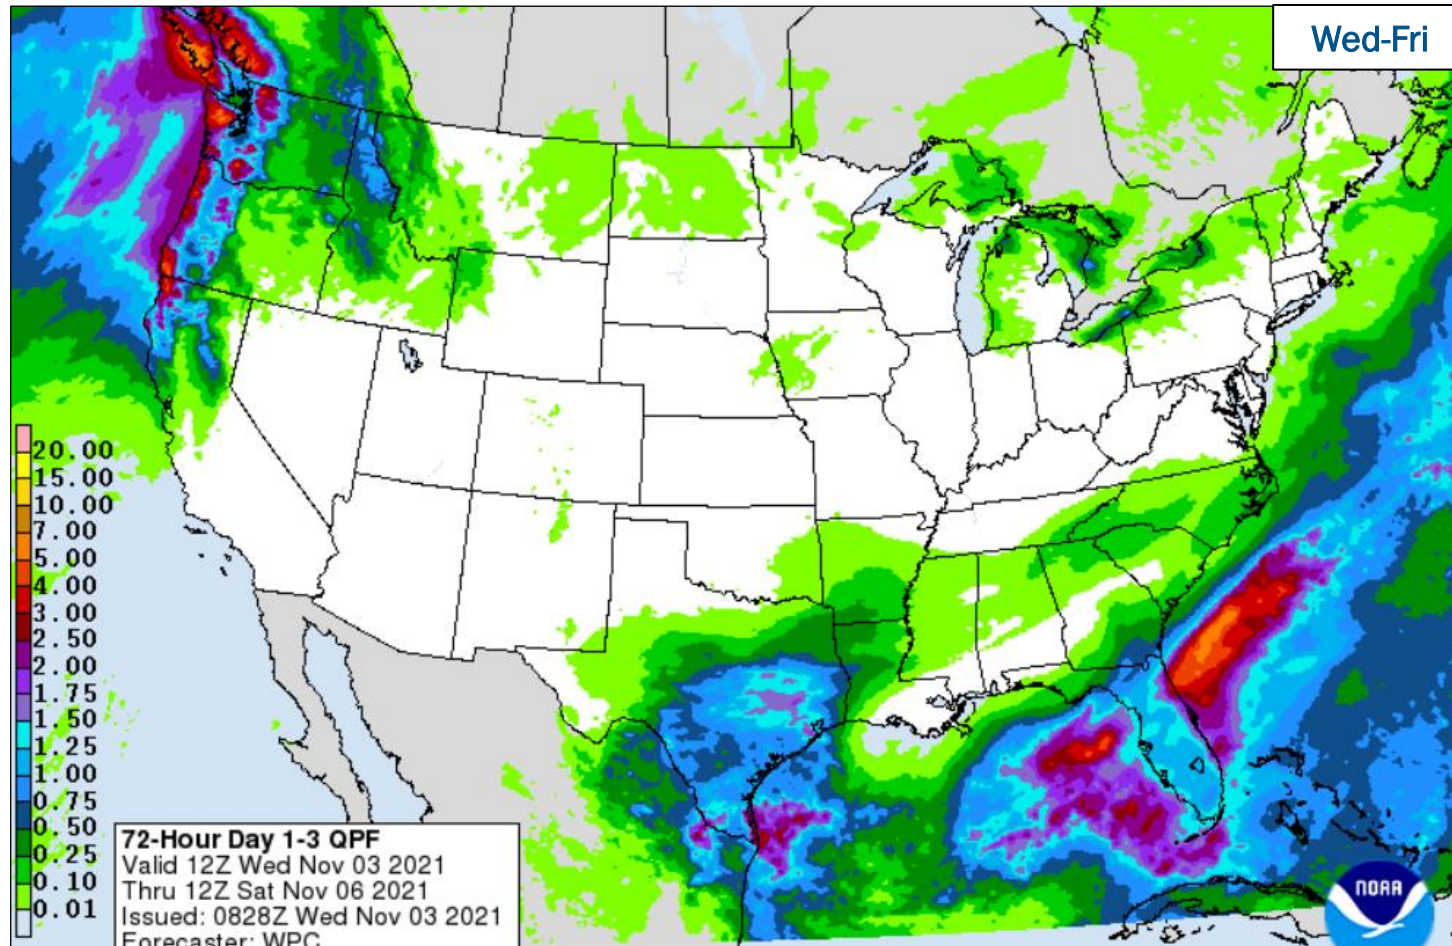 Wed-Fri
20.00
15.00
10.00
7.00
5.00
4.00
3.00
2.50
2.00
1.75
1.50
1.25
1.00
0.75
0.50
0.25
0.10
0.01
72-Hour Day 1-3 QPF
Valid 12Z Wed Nov 03 2021
Thru 12Z Sat Nov 06 2021
Issued: 0828Z Wed Nov 03 2021
Forecaster: WPC
NOAA